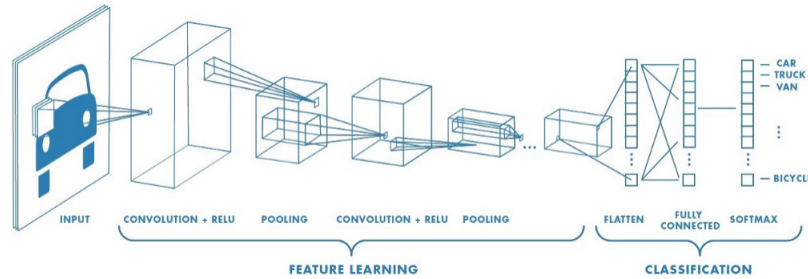 CAR
TRUCK
VAN
BICYCLE
INPUT
CONVOLUTION + RELU
POOLING
CONVOLUTION + RELU
POOLING
FLATTEN
FULLY
CONNECTED
SOFTMAX
FEATURE LEARNING
CLASSIFICATION